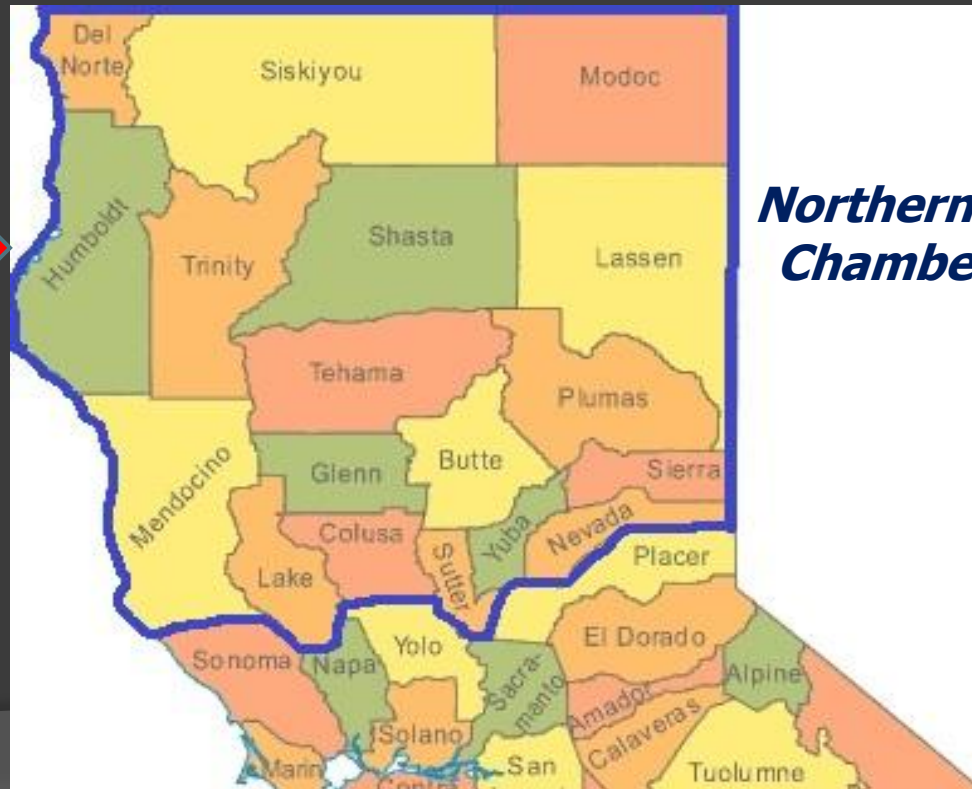 Del
Norte
Siskiyou
Modoc
Humboldt
Trinity
Shasta
Lassen
Northern
Chambe
Tehama
Plumas
Mendocino
Glenn
Butte
Sierra
Colusa
Lake
Sutter
Yuba
Nevada
Placer
Sonoma
Napa
Yolo
Sacra-
mento
El Dorado
Alpine
Amador
Calaveras
Solano
Marin
San
Tuolumne